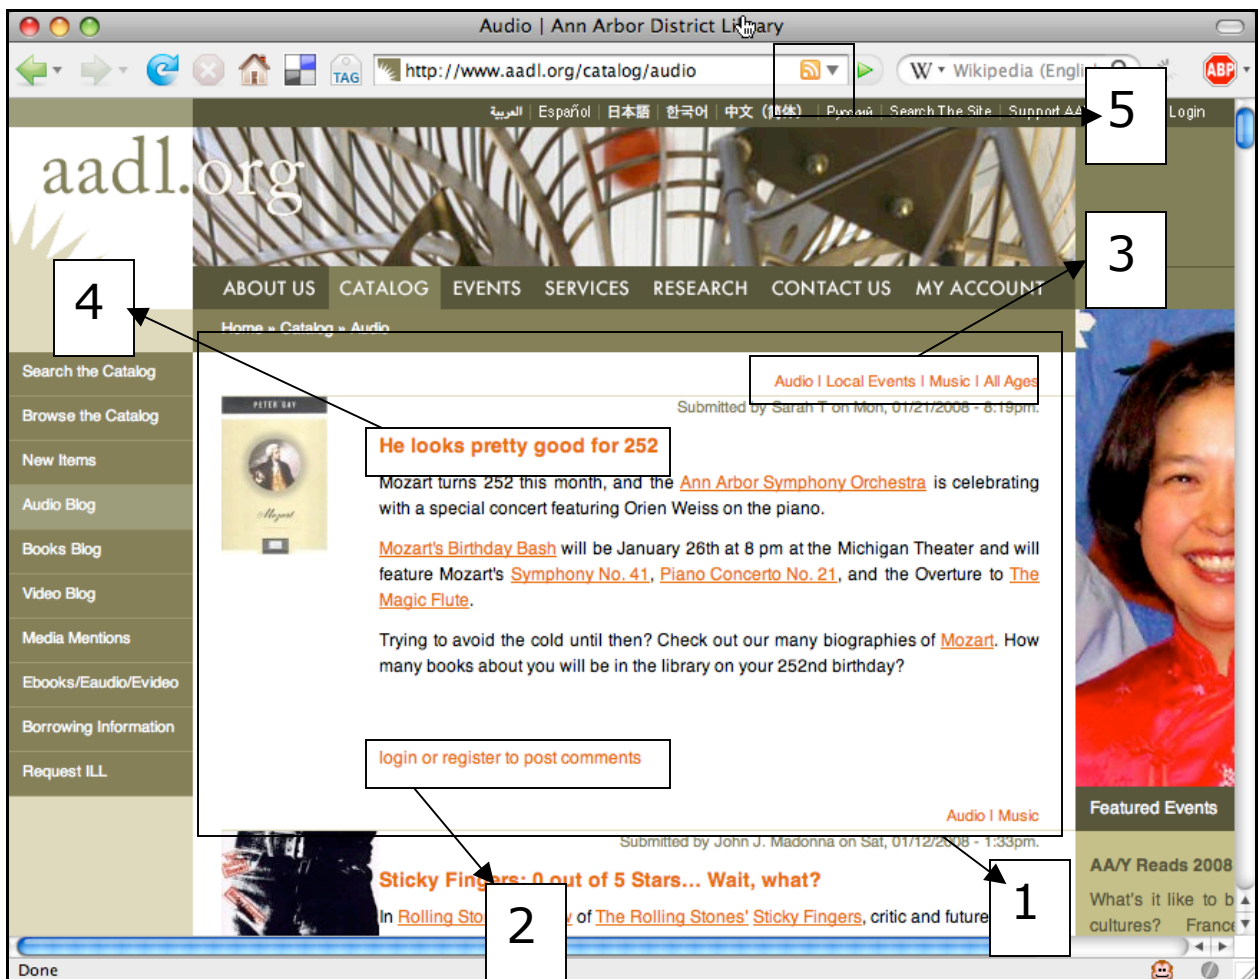 Audio | Ann Arbor District Library
TAG
http://www.aadl.org/catalog/audio
W
Wikipedia
ABP
العربية | Español | 日本語 | 한국어 | 中文 (简体) | Русский | Search The Site | Support
Login
5
aadl.org
3
4
ABOUT US CATALOG EVENTS SERVICES RESEARCH CONTACT US MY ACCOUNT
Home » Catalog » Audio
Search the Catalog
Browse the Catalog
New Items
Audio Blog
Books Blog
Video Blog
Media Mentions
Ebooks/Eaudio/Evideo
Borrowing Information
Request ILL
Audio | Local Events | Music | All Ages
Submitted by Sarah T on Mon, 01/21/2008 - 8:19pm.
PETER GAY
Mozart
He looks pretty good for 252
Mozart turns 252 this month, and the Ann Arbor Symphony Orchestra is celebrating
with a special concert featuring Orien Weiss on the piano.
Mozart's Birthday Bash will be January 26th at 8 pm at the Michigan Theater and will
feature Mozart's Symphony No. 41, Piano Concerto No. 21, and the Overture to The
Magic Flute.
Trying to avoid the cold until then? Check out our many biographies of Mozart. How
many books about you will be in the library on your 252nd birthday?
login or register to post comments
Audio | Music
Submitted by John J. Madonna on Sat, 01/12/2008 - 1:33pm.
Sticky Fingers: 0 out of 5 Stars... Wait, what?
In Rolling of The Rolling Stones' Sticky Fingers, critic and future
2
1
Featured Events
AA/Y Reads 2008
What's it like to b
cultures? France
Done